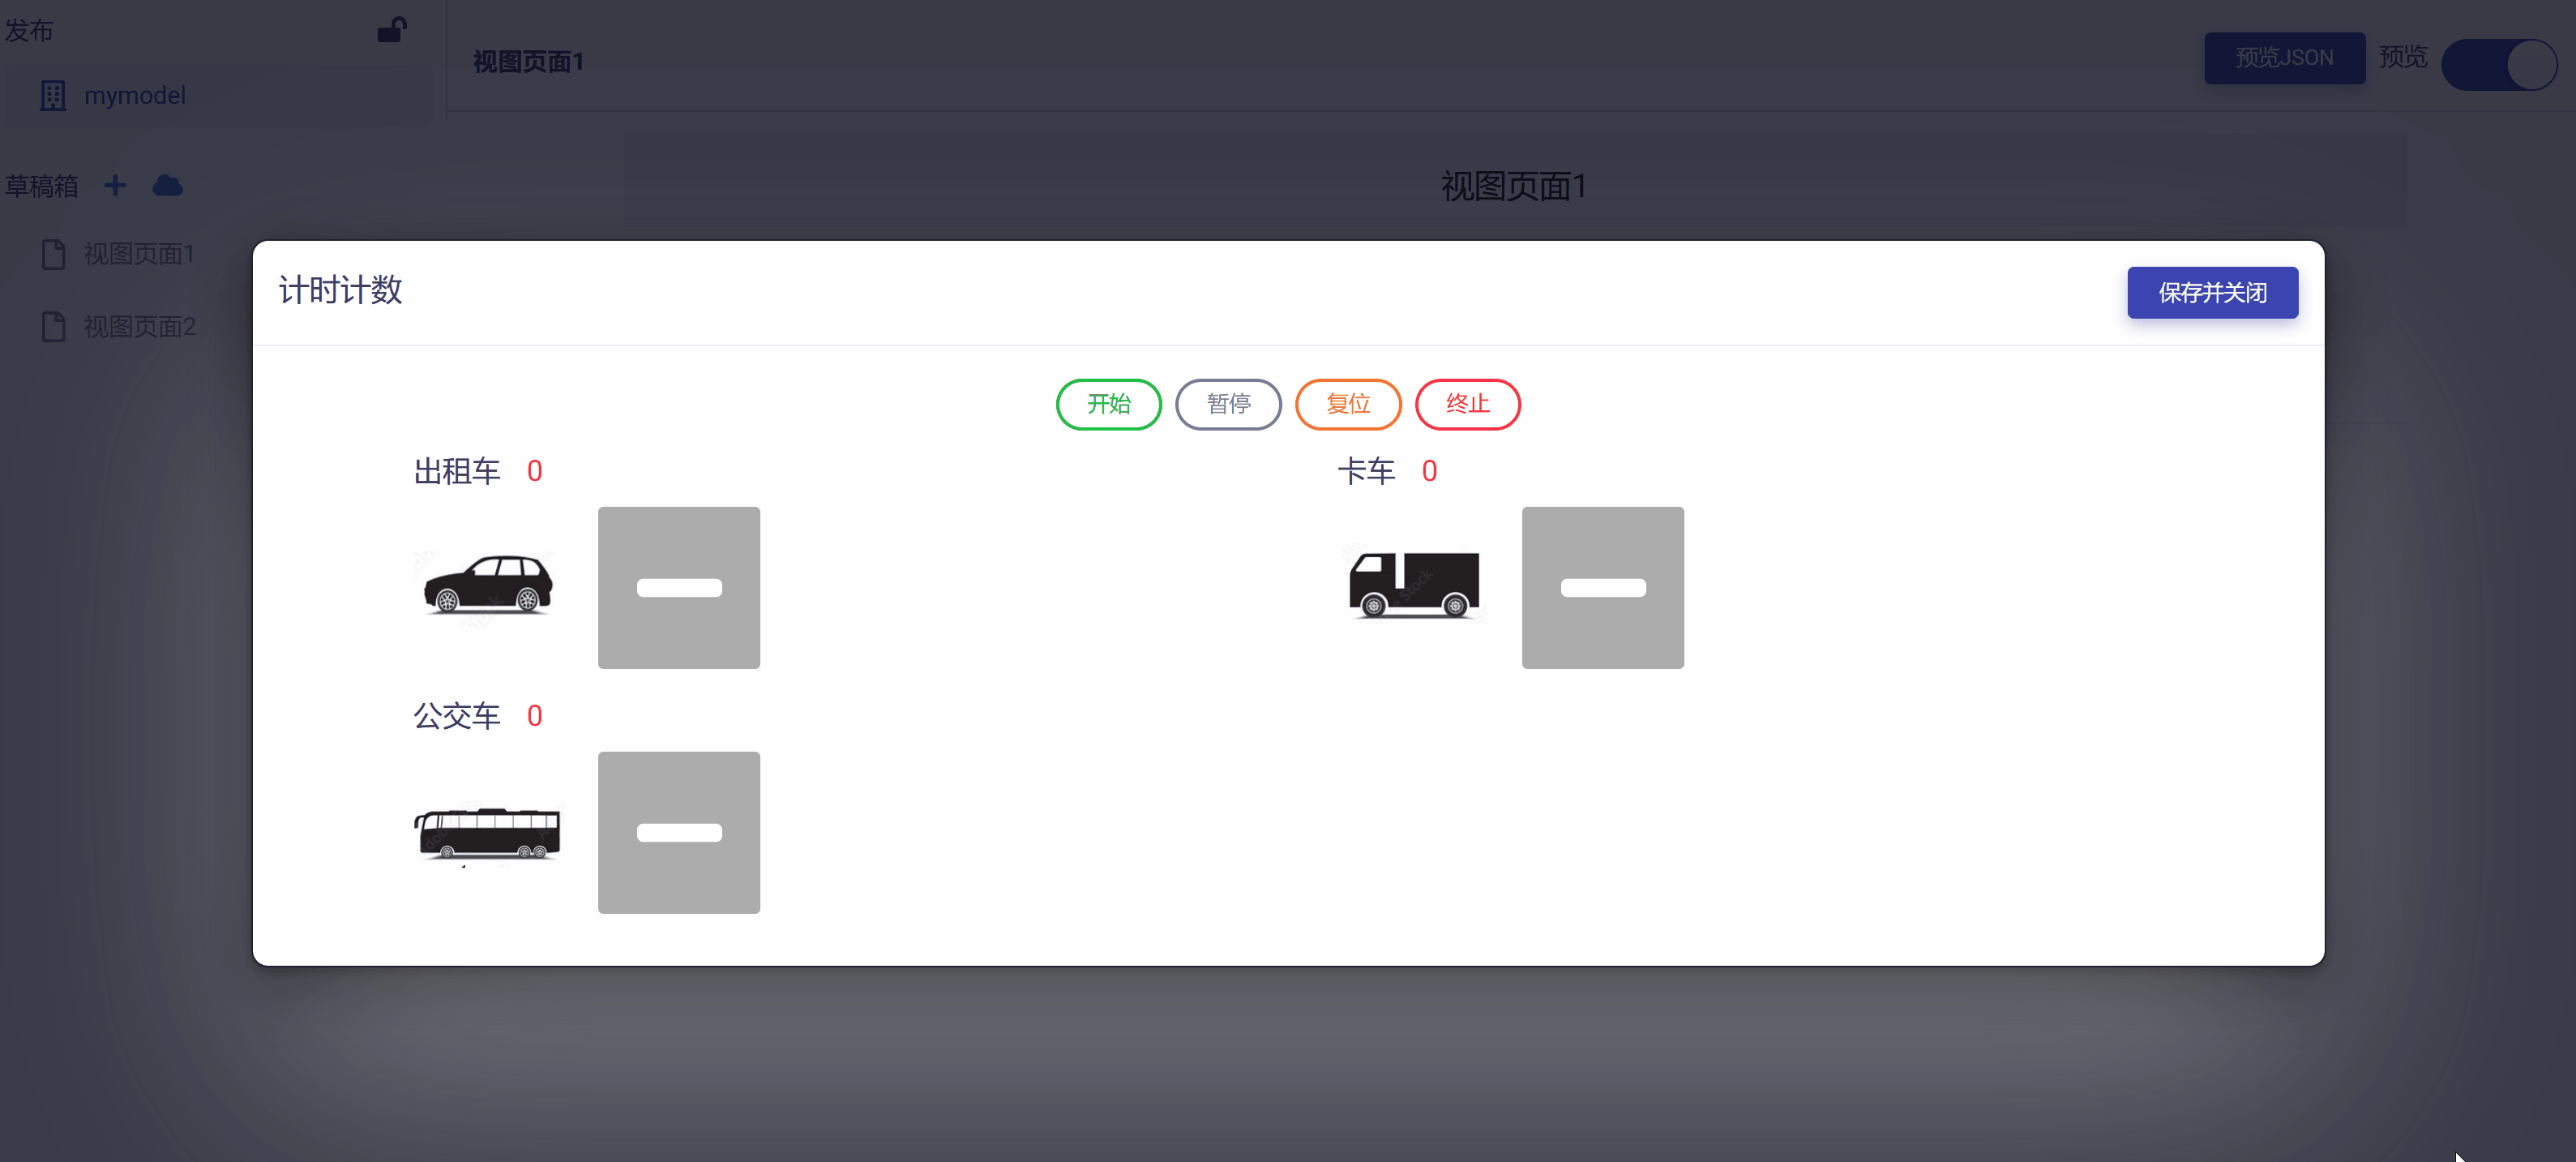 发布
mymodel
草稿箱
视图页面1
视图页面2
视图页面1
预览JSON
预览
视图页面1
计时计数
保存并关闭
开始
暂停
复位
终止
出租车 0
卡车 0
公交车 0